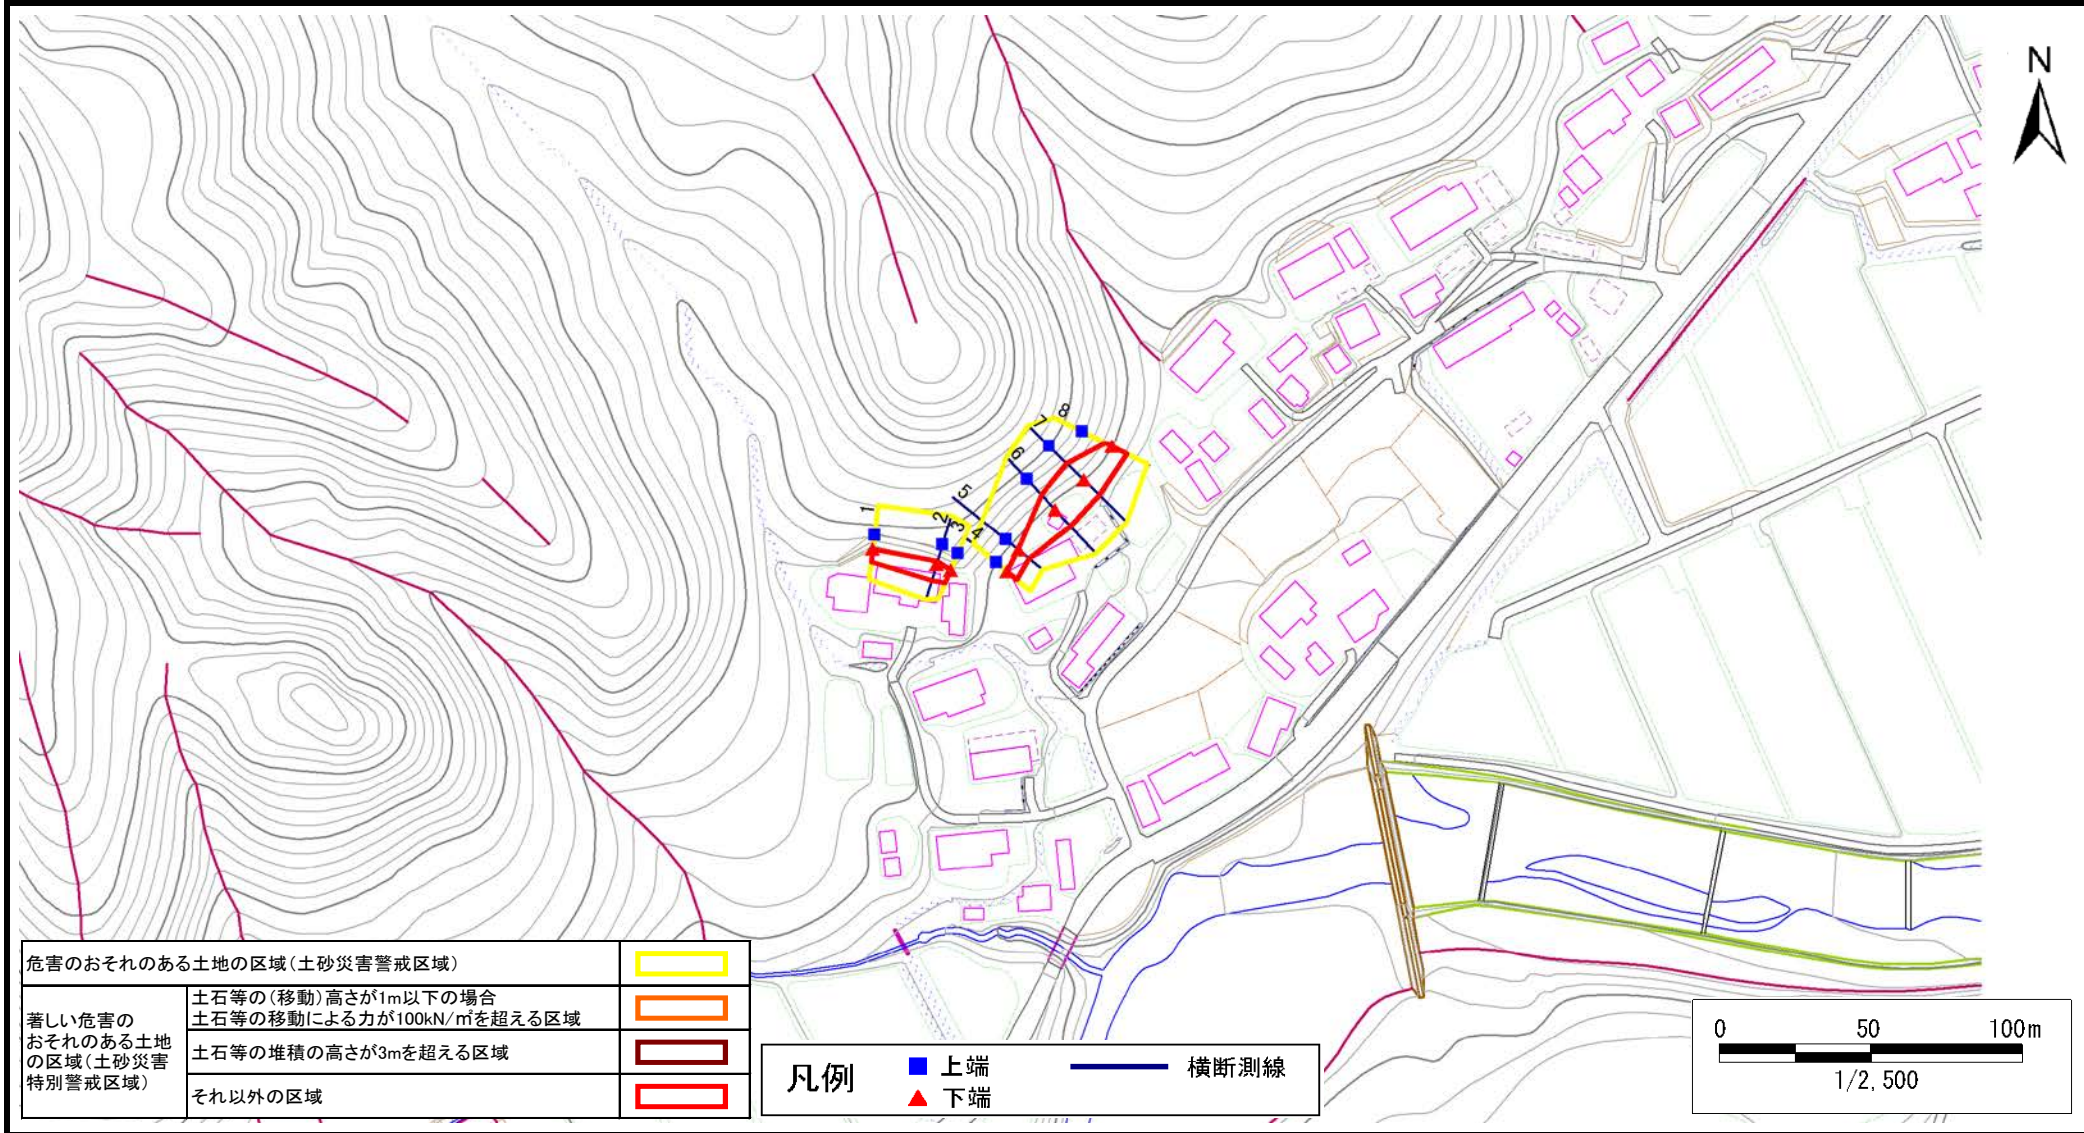 N
8
7
6
5
1
2
3
4
危害のおそれのある土地の区域(土砂災害警戒区域)
著しい危害の
おそれのある土地
の区域(土砂災害
特別警戒区域)
土石等の(移動)高さが1m以下の場合
土石等の移動による力が100kN/㎡を超える区域
土石等の堆積の高さが3mを超える区域
それ以外の区域
凡例
上端
下端
横断測線
0 50 100m
1/2,500